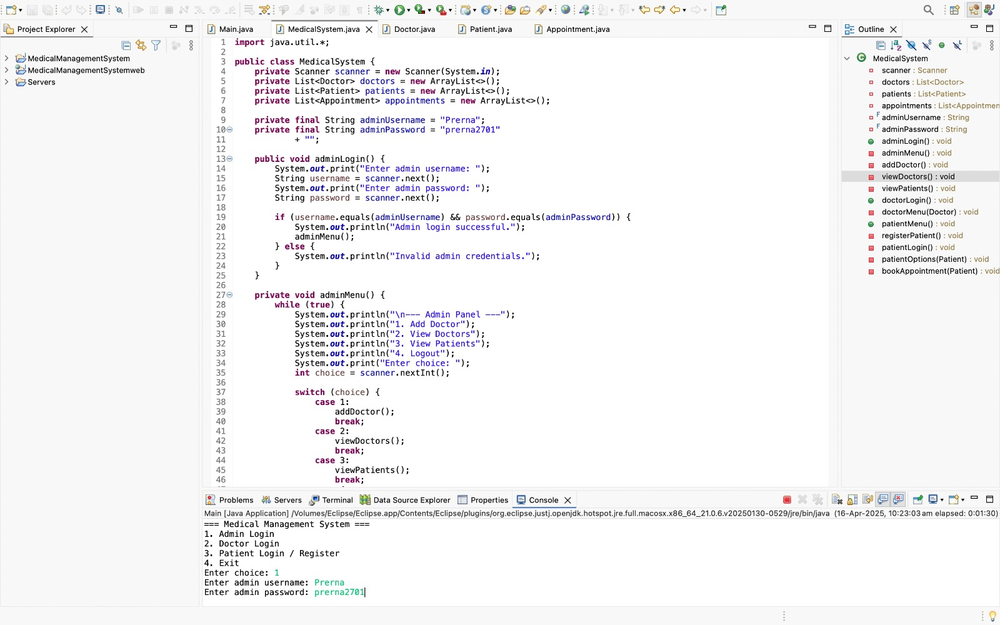 Project Explorer
MedicalManagementSystem
MedicalManagementSystemweb
Servers
Main.java MedicalSystem.java Doctor.java Patient.java Appointment.java
1 import java.util.*;
2
3 public class MedicalSystem {
4 private Scanner scanner = new Scanner(System.in);
5 private List<Doctor> doctors = new ArrayList<>();
6 private List<Patient> patients = new ArrayList<>();
7 private List<Appointment> appointments = new ArrayList<>();
8
9 private final String adminUsername = "Prerna";
10 private final String adminPassword = "prerna2701"
11 + "";
12
13 public void adminLogin() {
14 System.out.print("Enter admin username: ");
15 String username = scanner.next();
16 System.out.print("Enter admin password: ");
17 String password = scanner.next();
18
19 if (username.equals(adminUsername) && password.equals(adminPassword)) {
20 System.out.println("Admin login successful.");
21 adminMenu();
22 } else {
23 System.out.println("Invalid admin credentials.");
24 }
25 }
26
27 private void adminMenu() {
28 while (true) {
29 System.out.println("\n--- Admin Panel ---");
30 System.out.println("1. Add Doctor");
31 System.out.println("2. View Doctors");
32 System.out.println("3. View Patients");
33 System.out.println("4. Logout");
34 System.out.print("Enter choice: ");
35 int choice = scanner.nextInt();
36
37 switch (choice) {
38 case 1:
39 addDoctor();
40 break;
41 case 2:
42 viewDoctors();
43 break;
44 case 3:
45 viewPatients();
46 break;
Outline
MedicalSystem
scanner : Scanner
doctors : List<Doctor>
patients : List<Patient>
appointments : List<Appointmen
adminUsername : String
adminPassword : String
adminLogin() : void
adminMenu() : void
addDoctor() : void
viewDoctors() : void
viewPatients() : void
doctorLogin() : void
doctorMenu(Doctor) : void
patientMenu() : void
registerPatient() : void
patientLogin() : void
patientOptions(Patient) : void
bookAppointment(Patient) : void
Problems Servers Terminal Data Source Explorer Properties Console
Main [Java Application] /Volumes/Eclipse/Eclipse.app/Contents/Eclipse/plugins/org.eclipse.justj.openjdk.hotspot.jre.full.macosx.x86_64_21.0.6.v20250130-0529/jre/bin/java (16-Apr-2025, 10:23:03 am elapsed: 0:01:30)
=== Medical Management System ===
1. Admin Login
2. Doctor Login
3. Patient Login / Register
4. Exit
Enter choice: 1
Enter admin username: Prerna
Enter admin password: prerna2701